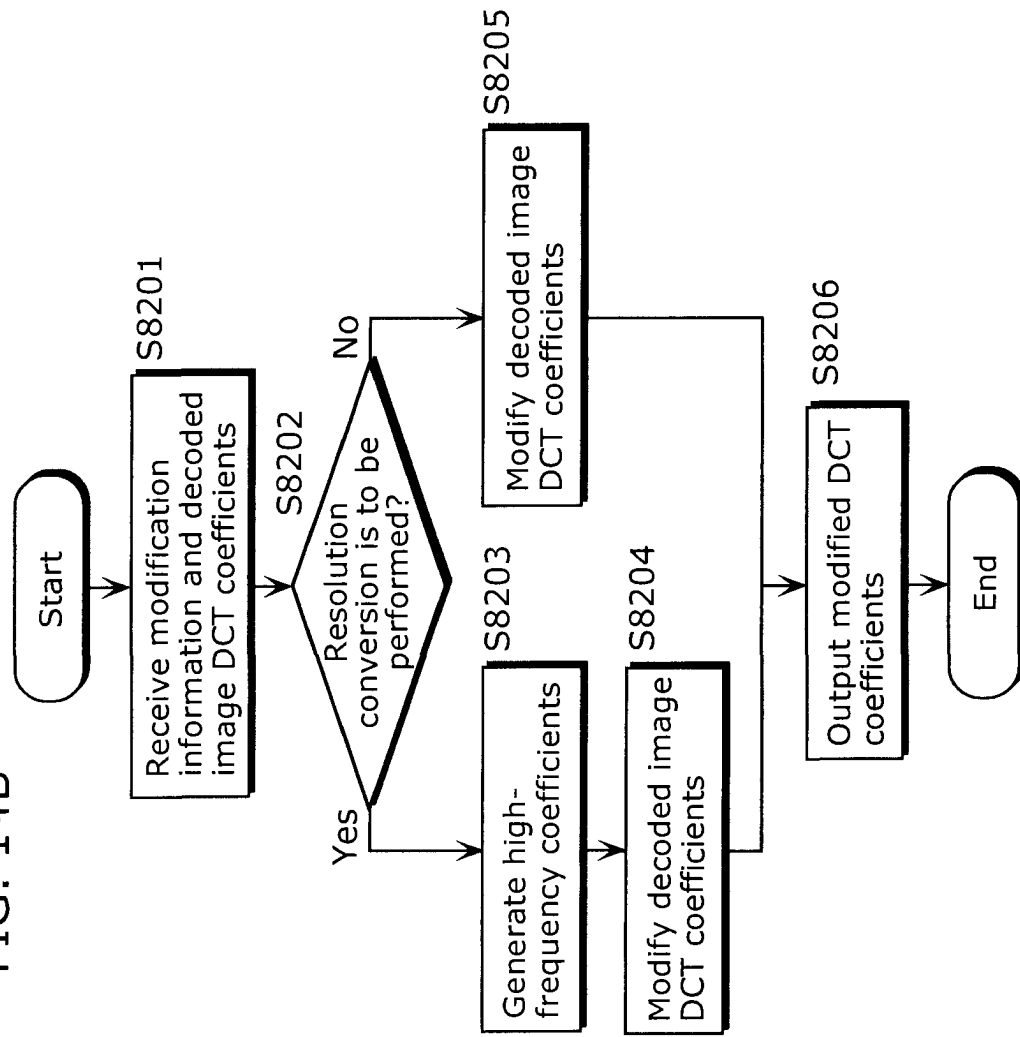 FIG. 14B
Start
Receive modification
information and decoded
image DCT coefficients
S8201
S8202
Resolution
conversion is to be
performed?
Yes
No
Generate high-
frequency coefficients
S8203
Modify decoded image
DCT coefficients
S8204
Modify decoded image
DCT coefficients
S8205
Output modified DCT
coefficients
S8206
End